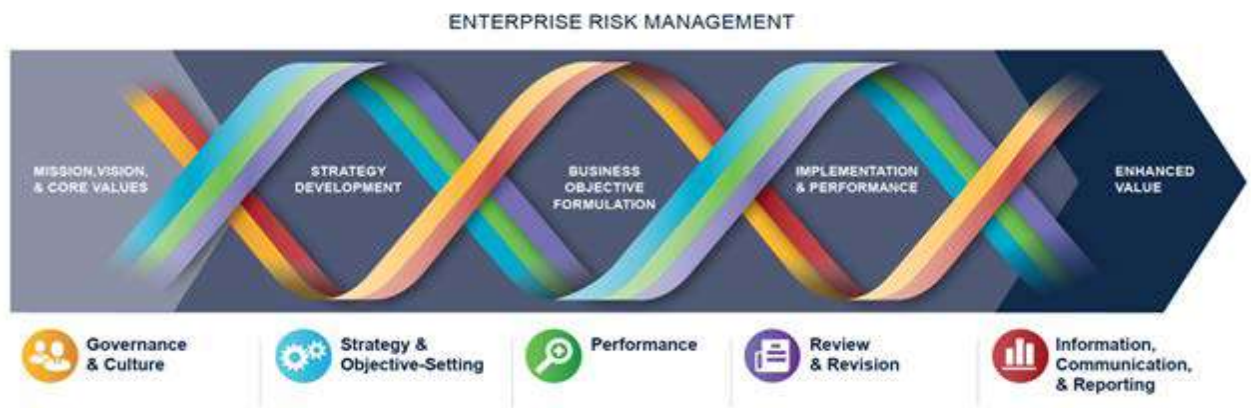 ENTERPRISE RISK MANAGEMENT
MISSION,VISION,
& CORE VALUES
STRATEGY
DEVELOPMENT
BUSINESS
OBJECTIVE
FORMULATION
IMPLEMENTATION
& PERFORMANCE
ENHANCED
VALUE
Governance
& Culture
Strategy &
Objective-Setting
Performance
Review
& Revision
Information,
Communication,
& Reporting